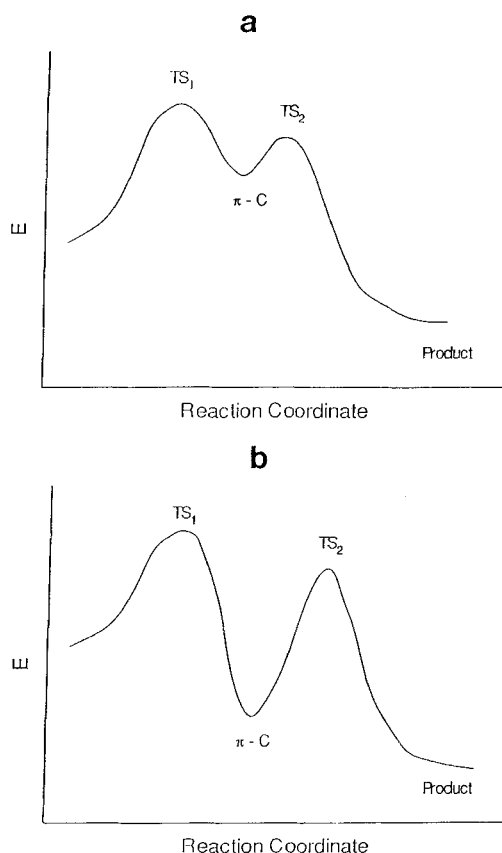 a
TS₁
TS₂
π - C
E
Product
Reaction Coordinate
b
TS₁
TS₂
π - C
E
Product
Reaction Coordinate